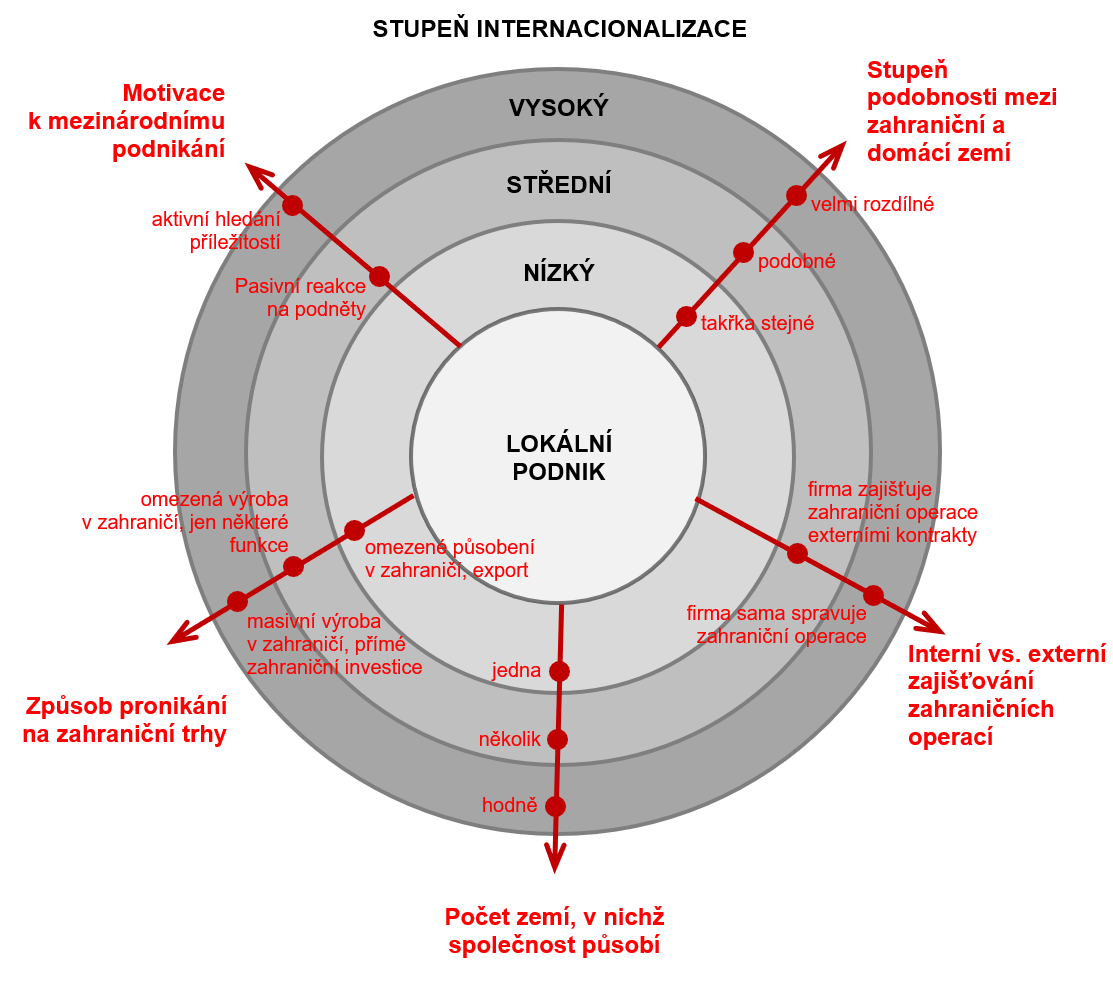 STUPEŇ INTERNACIONALIZACE
Motivace
k mezinárodnímu
podnikání
Stupeň
podobnosti mezi
zahraniční a
domácí zemí
VYSOKÝ
STŘEDNÍ
NÍZKÝ
LOKÁLNÍ
PODNIK
aktivní hledání
příležitostí
Pasivní reakce
na podněty
velmi rozdílné
podobné
takřka stejné
omezená výroba
v zahraničí, jen některé
funkce
omezené působení
v zahraničí, export
masivní výroba
v zahraničí, přímé
zahraniční investice
firma zajišťuje
zahraniční operace
externími kontrakty
firma sama spravuje
zahraniční operace
jedna
několik
hodně
Způsob pronikání
na zahraniční trhy
Interní vs. externí
zajišťování
zahraničních
operací
Počet zemí, v nichž
společnost působí